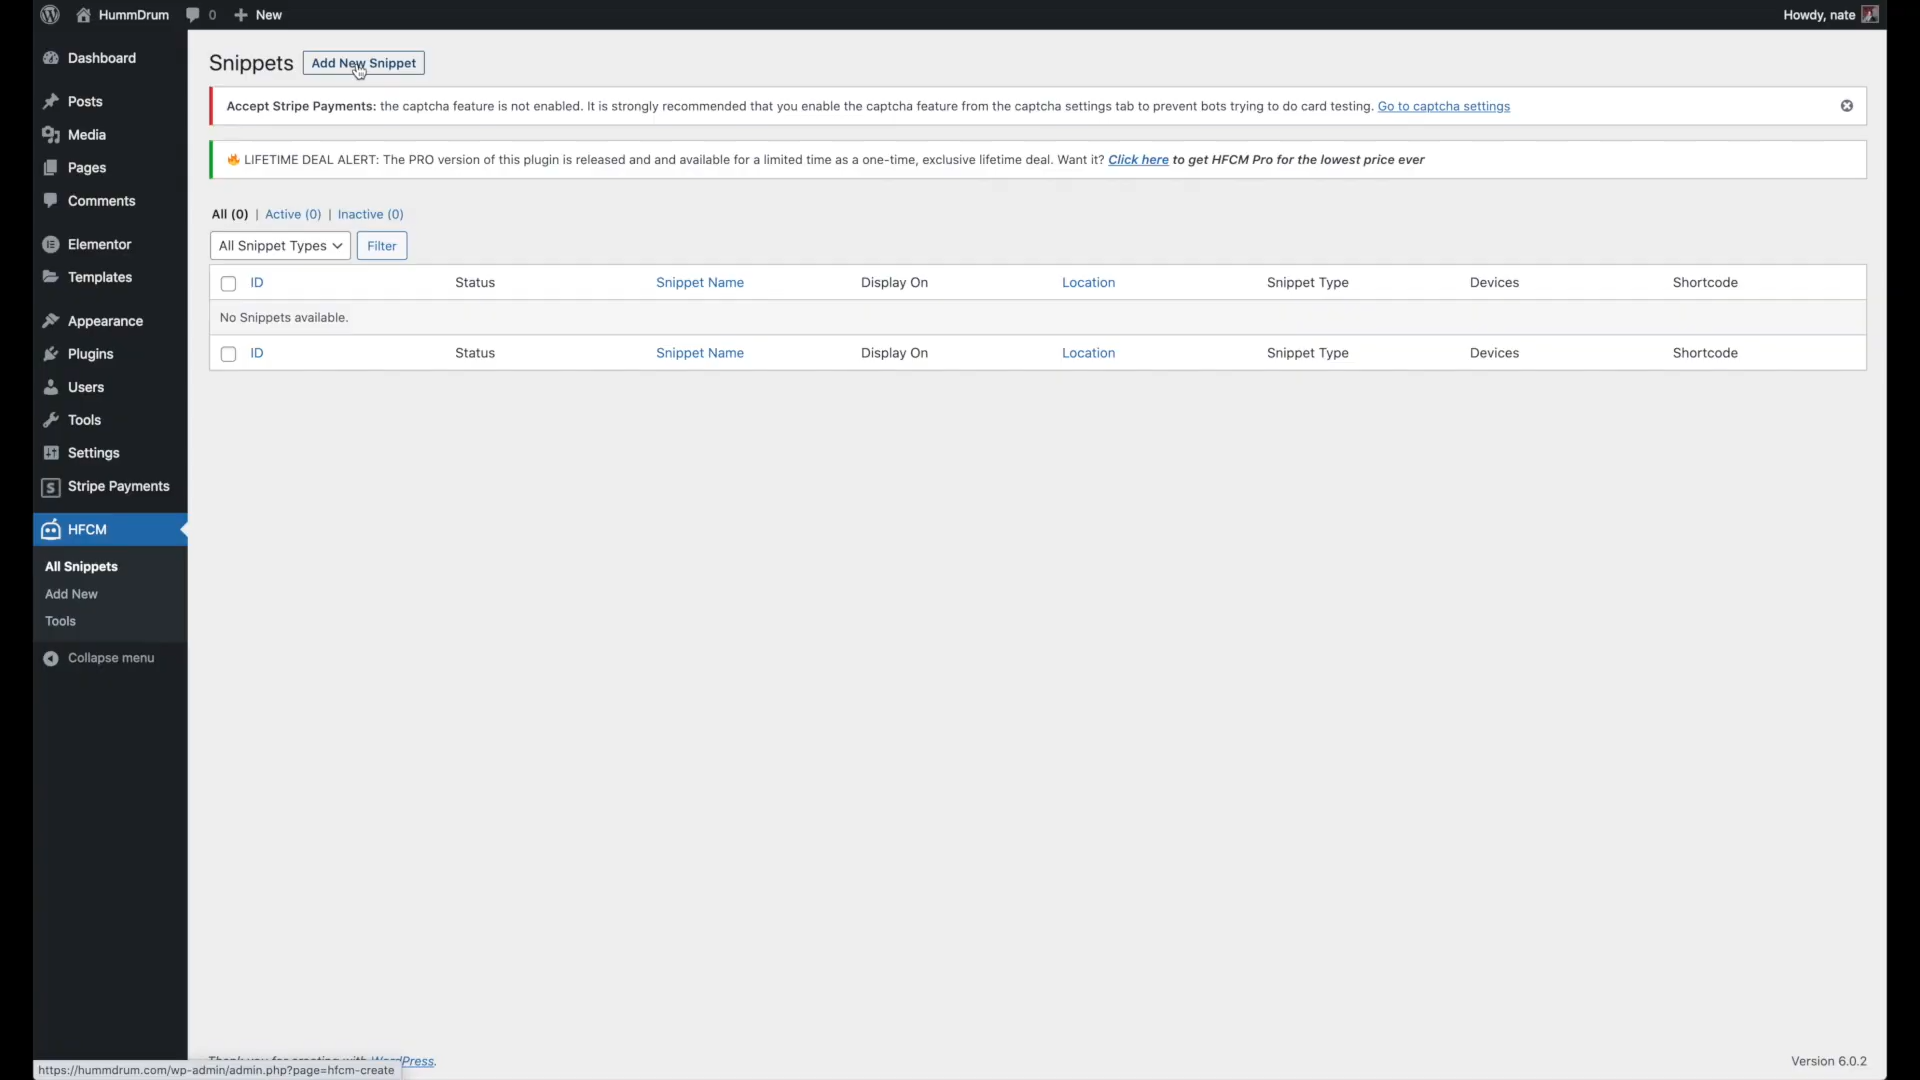 HummDrum 0 New Howdy, nate
Dashboard
Posts
Media
Pages
Comments
Elementor
Templates
Appearance
Plugins
Users
Tools
Settings
Stripe Payments
HFCM
All Snippets
Add New
Tools
Collapse menu
Snippets Add New Snippet
Accept Stripe Payments: the captcha feature is not enabled. It is strongly recommended that you enable the captcha feature from the captcha settings tab to prevent bots trying to do card testing. Go to captcha settings
LIFETIME DEAL ALERT: The PRO version of this plugin is released and and available for a limited time as a one-time, exclusive lifetime deal. Want it? Click here to get HFCM Pro for the lowest price ever
All (0) | Active (0) | Inactive (0)
All Snippet Types Filter
ID Status Snippet Name Display On Location Snippet Type Devices Shortcode
No Snippets available.
ID Status Snippet Name Display On Location Snippet Type Devices Shortcode
Thank you for creating with WordPress. Version 6.0.2
https://hummdrum.com/wp-admin/admin.php?page=hfcm-create